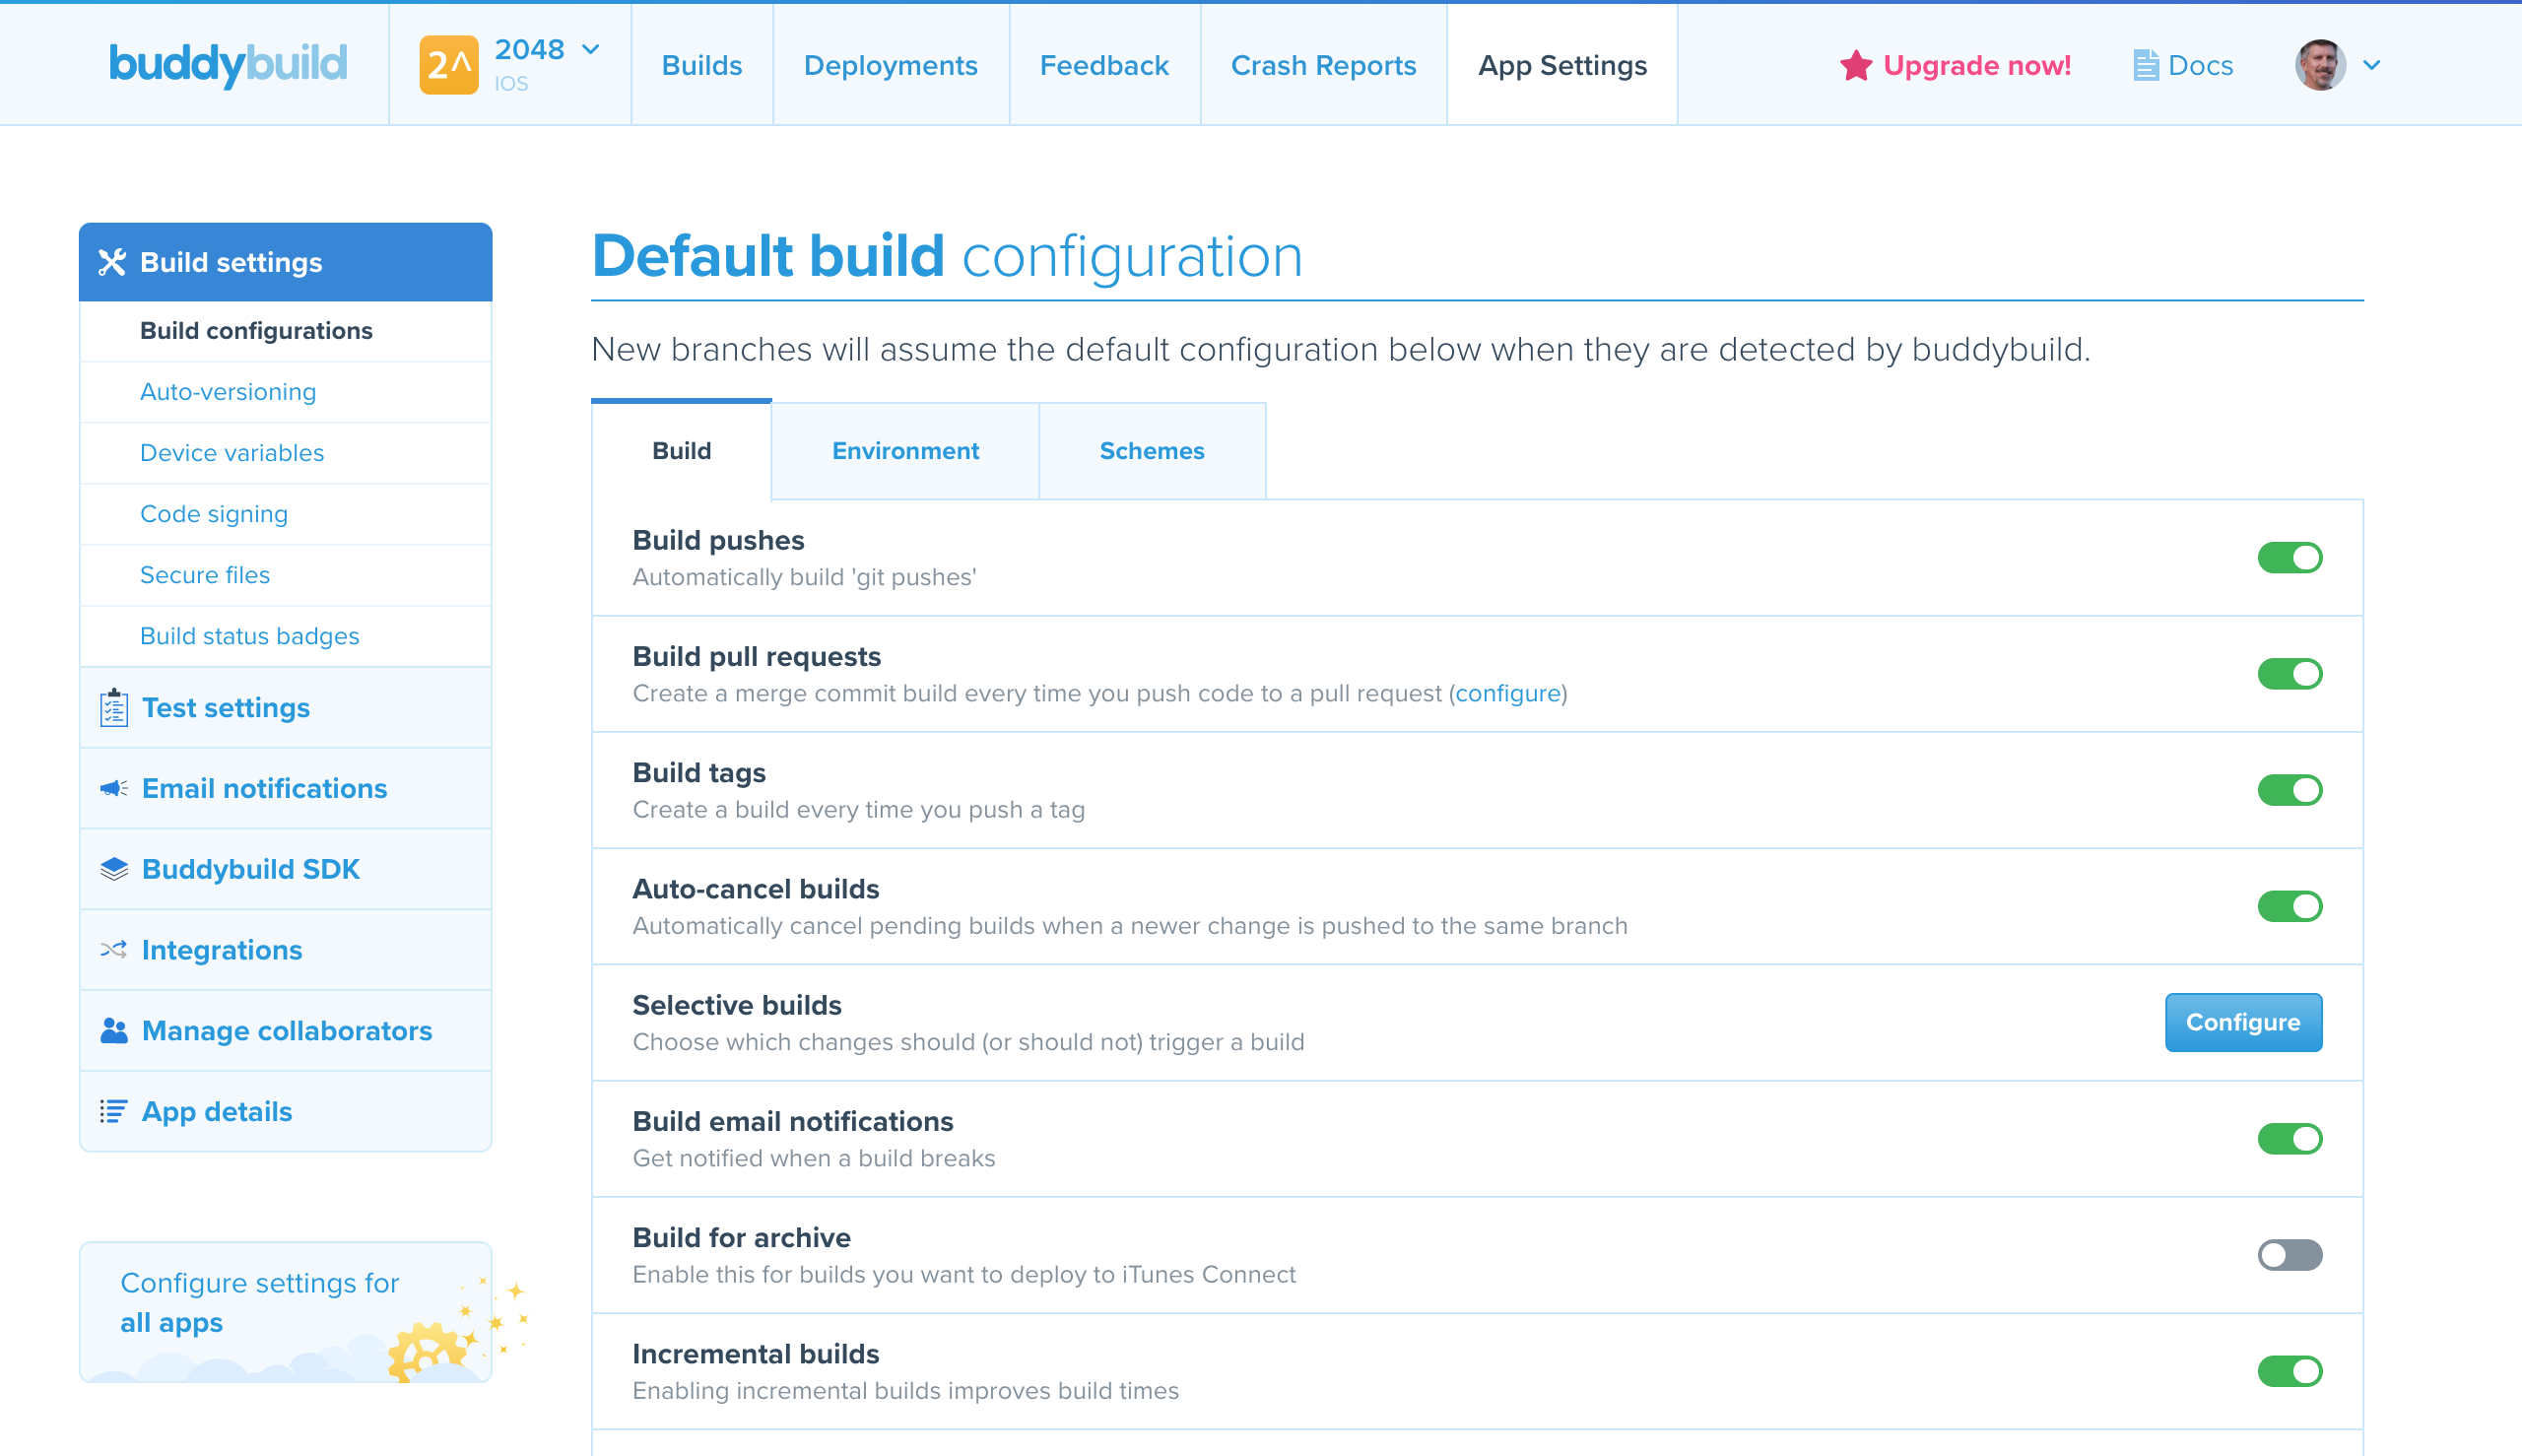 buddybuild
2^
2048
IOS
Builds
Deployments
Feedback
Crash Reports
App Settings
Upgrade now!
Docs
Build settings
Build configurations
Auto-versioning
Device variables
Code signing
Secure files
Build status badges
Test settings
Email notifications
Buddybuild SDK
Integrations
Manage collaborators
App details
Configure settings for
all apps
Default build configuration
New branches will assume the default configuration below when they are detected by buddybuild.
Build
Environment
Schemes
Build pushes
Automatically build 'git pushes'
Build pull requests
Create a merge commit build every time you push code to a pull request (configure)
Build tags
Create a build every time you push a tag
Auto-cancel builds
Automatically cancel pending builds when a newer change is pushed to the same branch
Selective builds
Choose which changes should (or should not) trigger a build
Configure
Build email notifications
Get notified when a build breaks
Build for archive
Enable this for builds you want to deploy to iTunes Connect
Incremental builds
Enabling incremental builds improves build times